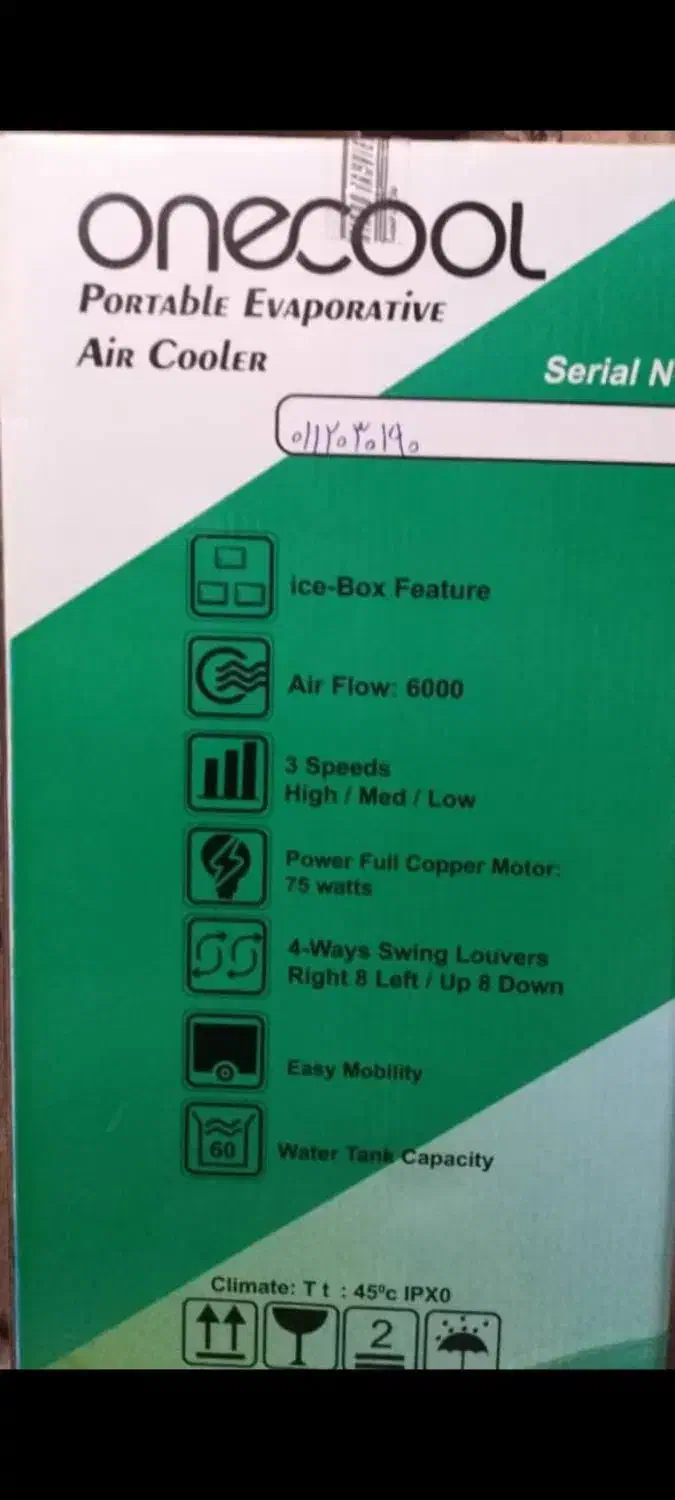 onecool
Portable Evaporative
Air Cooler
Serial N
۰۱۱۲۰۳۰۱۹۰
ice-Box Feature
Air Flow: 6000
3 Speeds
High / Med / Low
Power Full Copper Motor:
75 watts
4-Ways Swing Louvers
Right 8 Left / Up 8 Down
Easy Mobility
60
Water Tank Capacity
Climate: T t : 45ºc IPX0
2